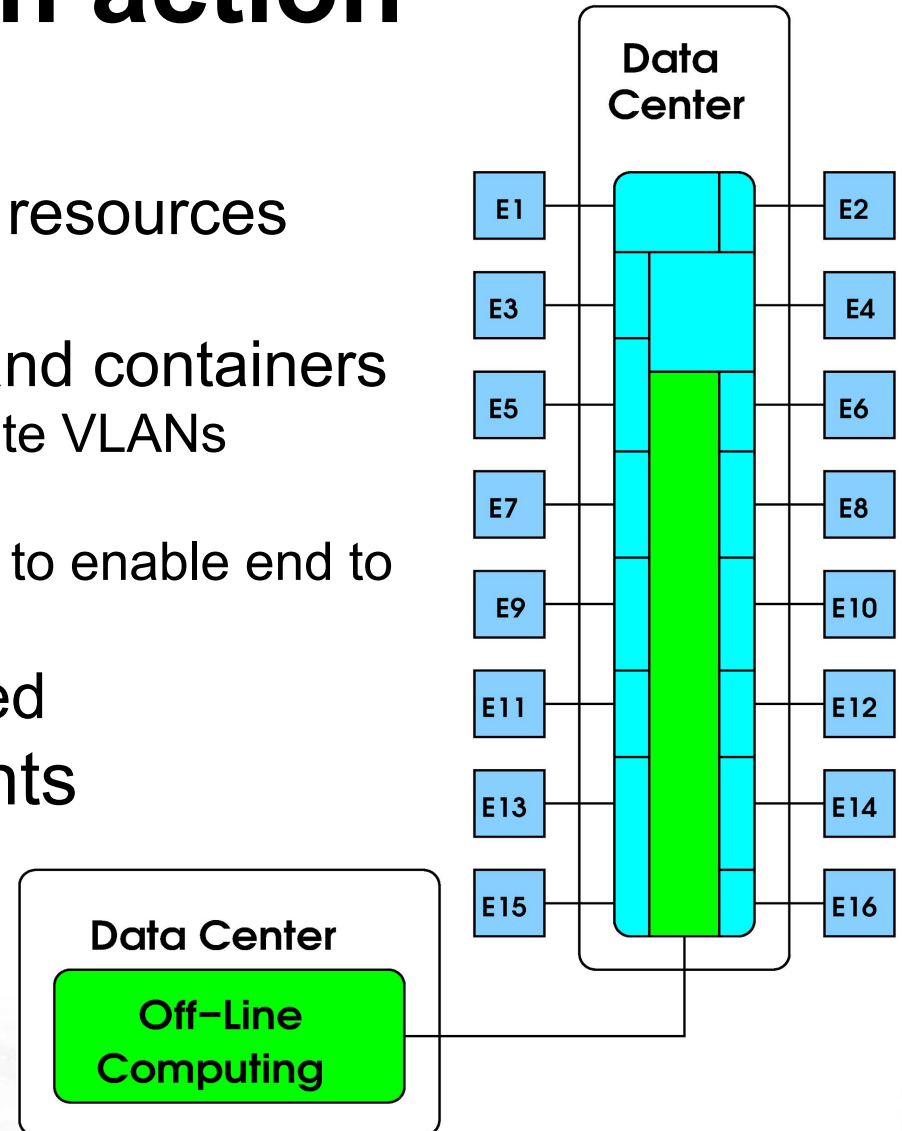 n action
resources
and containers
te VLANs
to enable end to
ed
nts
Data
Center
E1
E2
E3
E4
E5
E6
E7
E8
E9
E10
E11
E12
E13
E14
E15
E16
Data Center
Off-Line
Computing